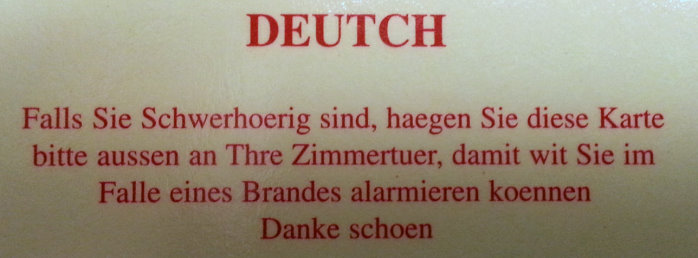 DEUTCH
Falls Sie Schwerhoerig sind, haegen Sie diese Karte
bitte aussen an Thre Zimmertuer, damit wit Sie im
Falle eines Brandes alarmieren koennen
Danke schoen